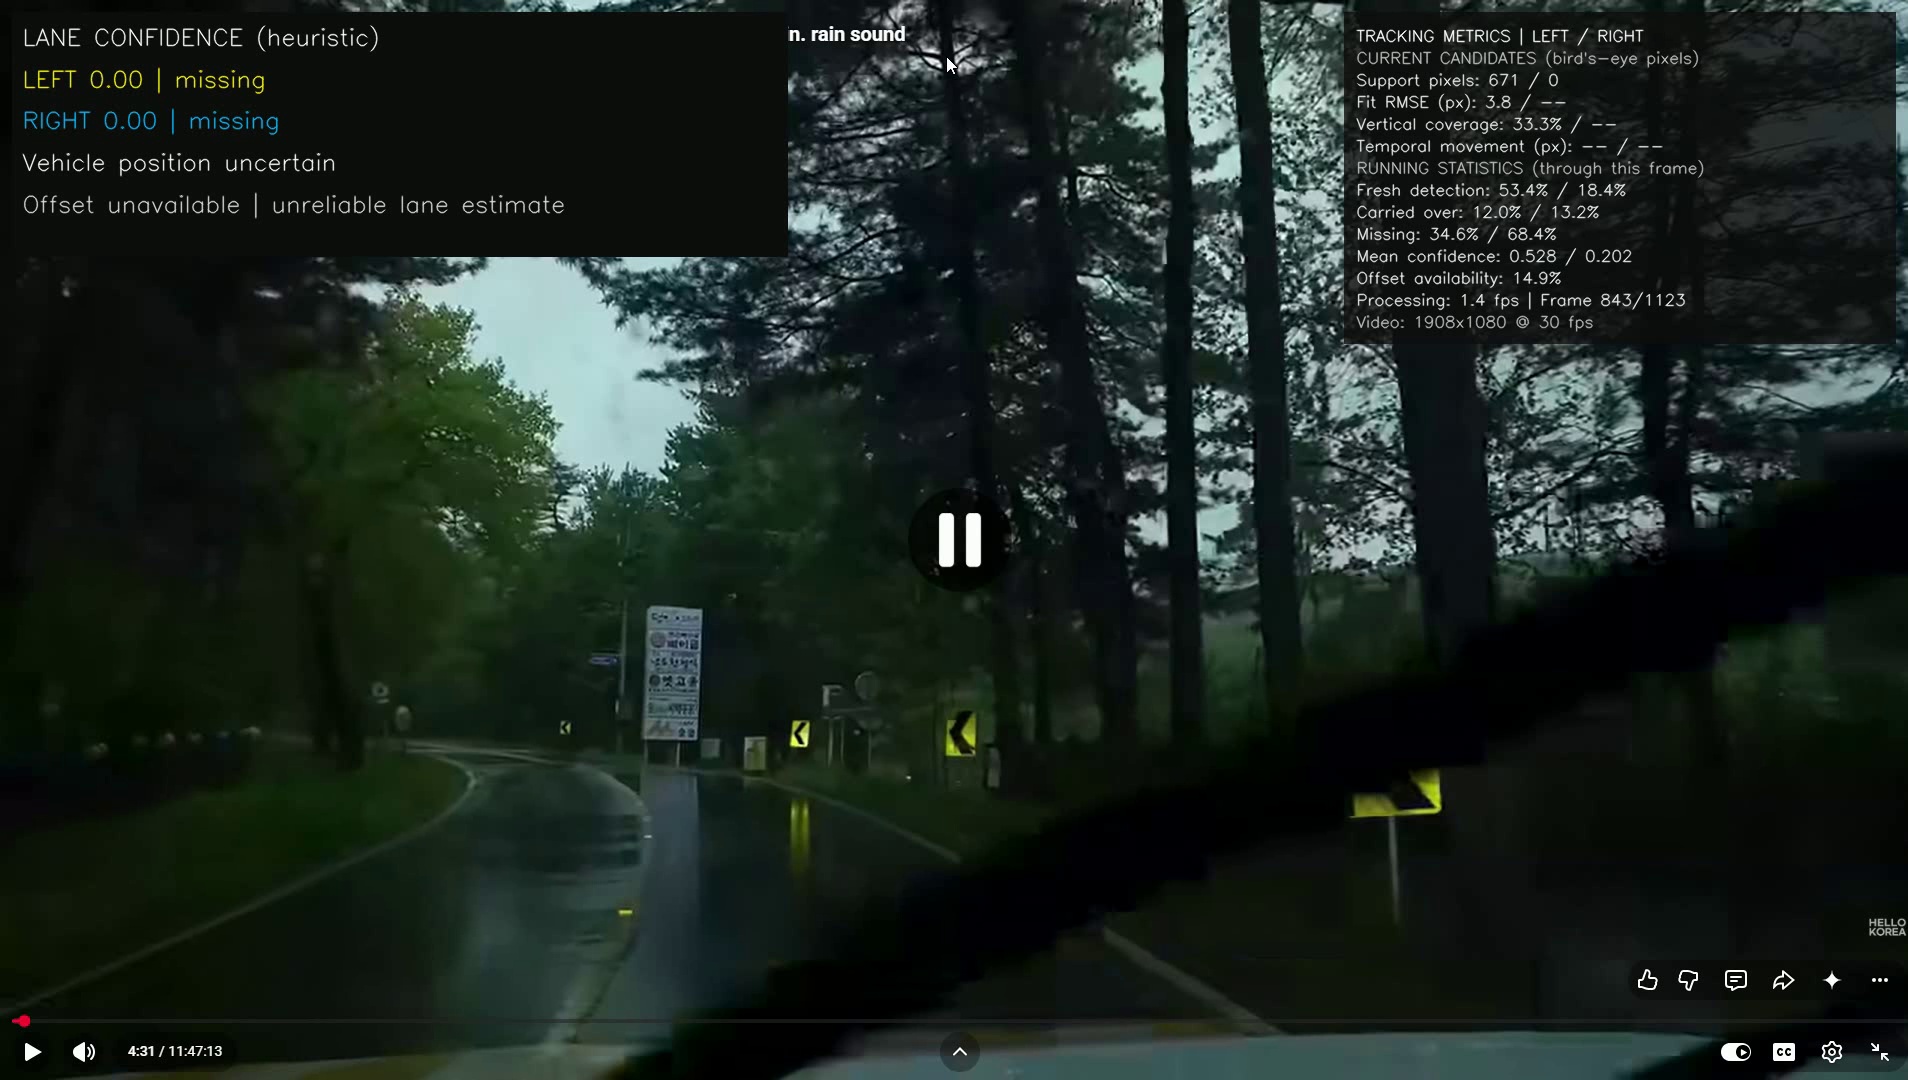 LANE CONFIDENCE (heuristic)
LEFT 0.00 | missing
RIGHT 0.00 | missing
Vehicle position uncertain
Offset unavailable | unreliable lane estimate
n. rain sound
TRACKING METRICS | LEFT / RIGHT
CURRENT CANDIDATES (bird's-eye pixels)
Support pixels: 671 / 0
Fit RMSE (px): 3.8 / --
Vertical coverage: 33.3% / --
Temporal movement (px): -- / --
RUNNING STATISTICS (through this frame)
Fresh detection: 53.4% / 18.4%
Carried over: 12.0% / 13.2%
Missing: 34.6% / 68.4%
Mean confidence: 0.528 / 0.202
Offset availability: 14.9%
Processing: 1.4 fps | Frame 843/1123
Video: 1908x1080 @ 30 fps
HELLO
KOREA
4:31 / 11:47:13
CC